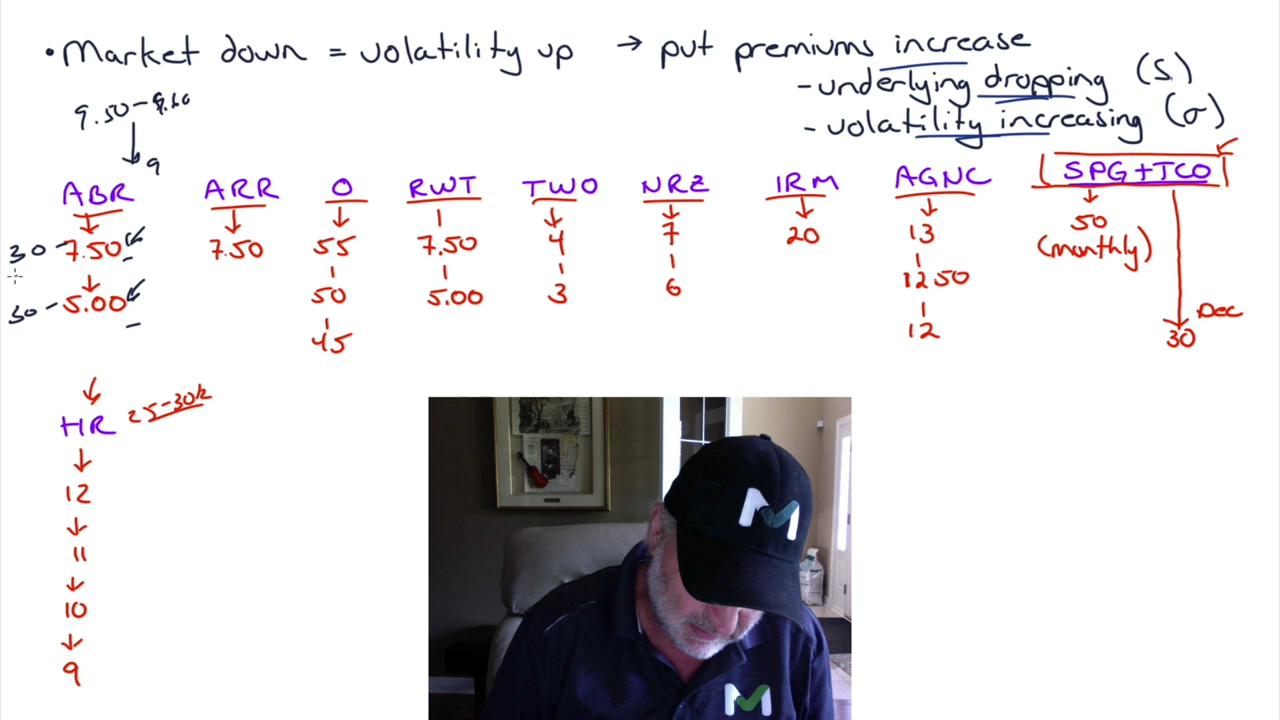 • Market down = volatility up → put premiums increase
- underlying dropping (S)
- volatility increasing (σ)
9.50 - 9.60
9
ABR ARR O RWT TWO NRZ IRM AGNC SPG+TCO
30 - 7.50 7.50 55 7.50 4 7 20 13 50
(monthly)
30 - 5.00 50 5.00 3 6 12 50
Dec
45 12 30
HR 25-30k
12
11
10
9